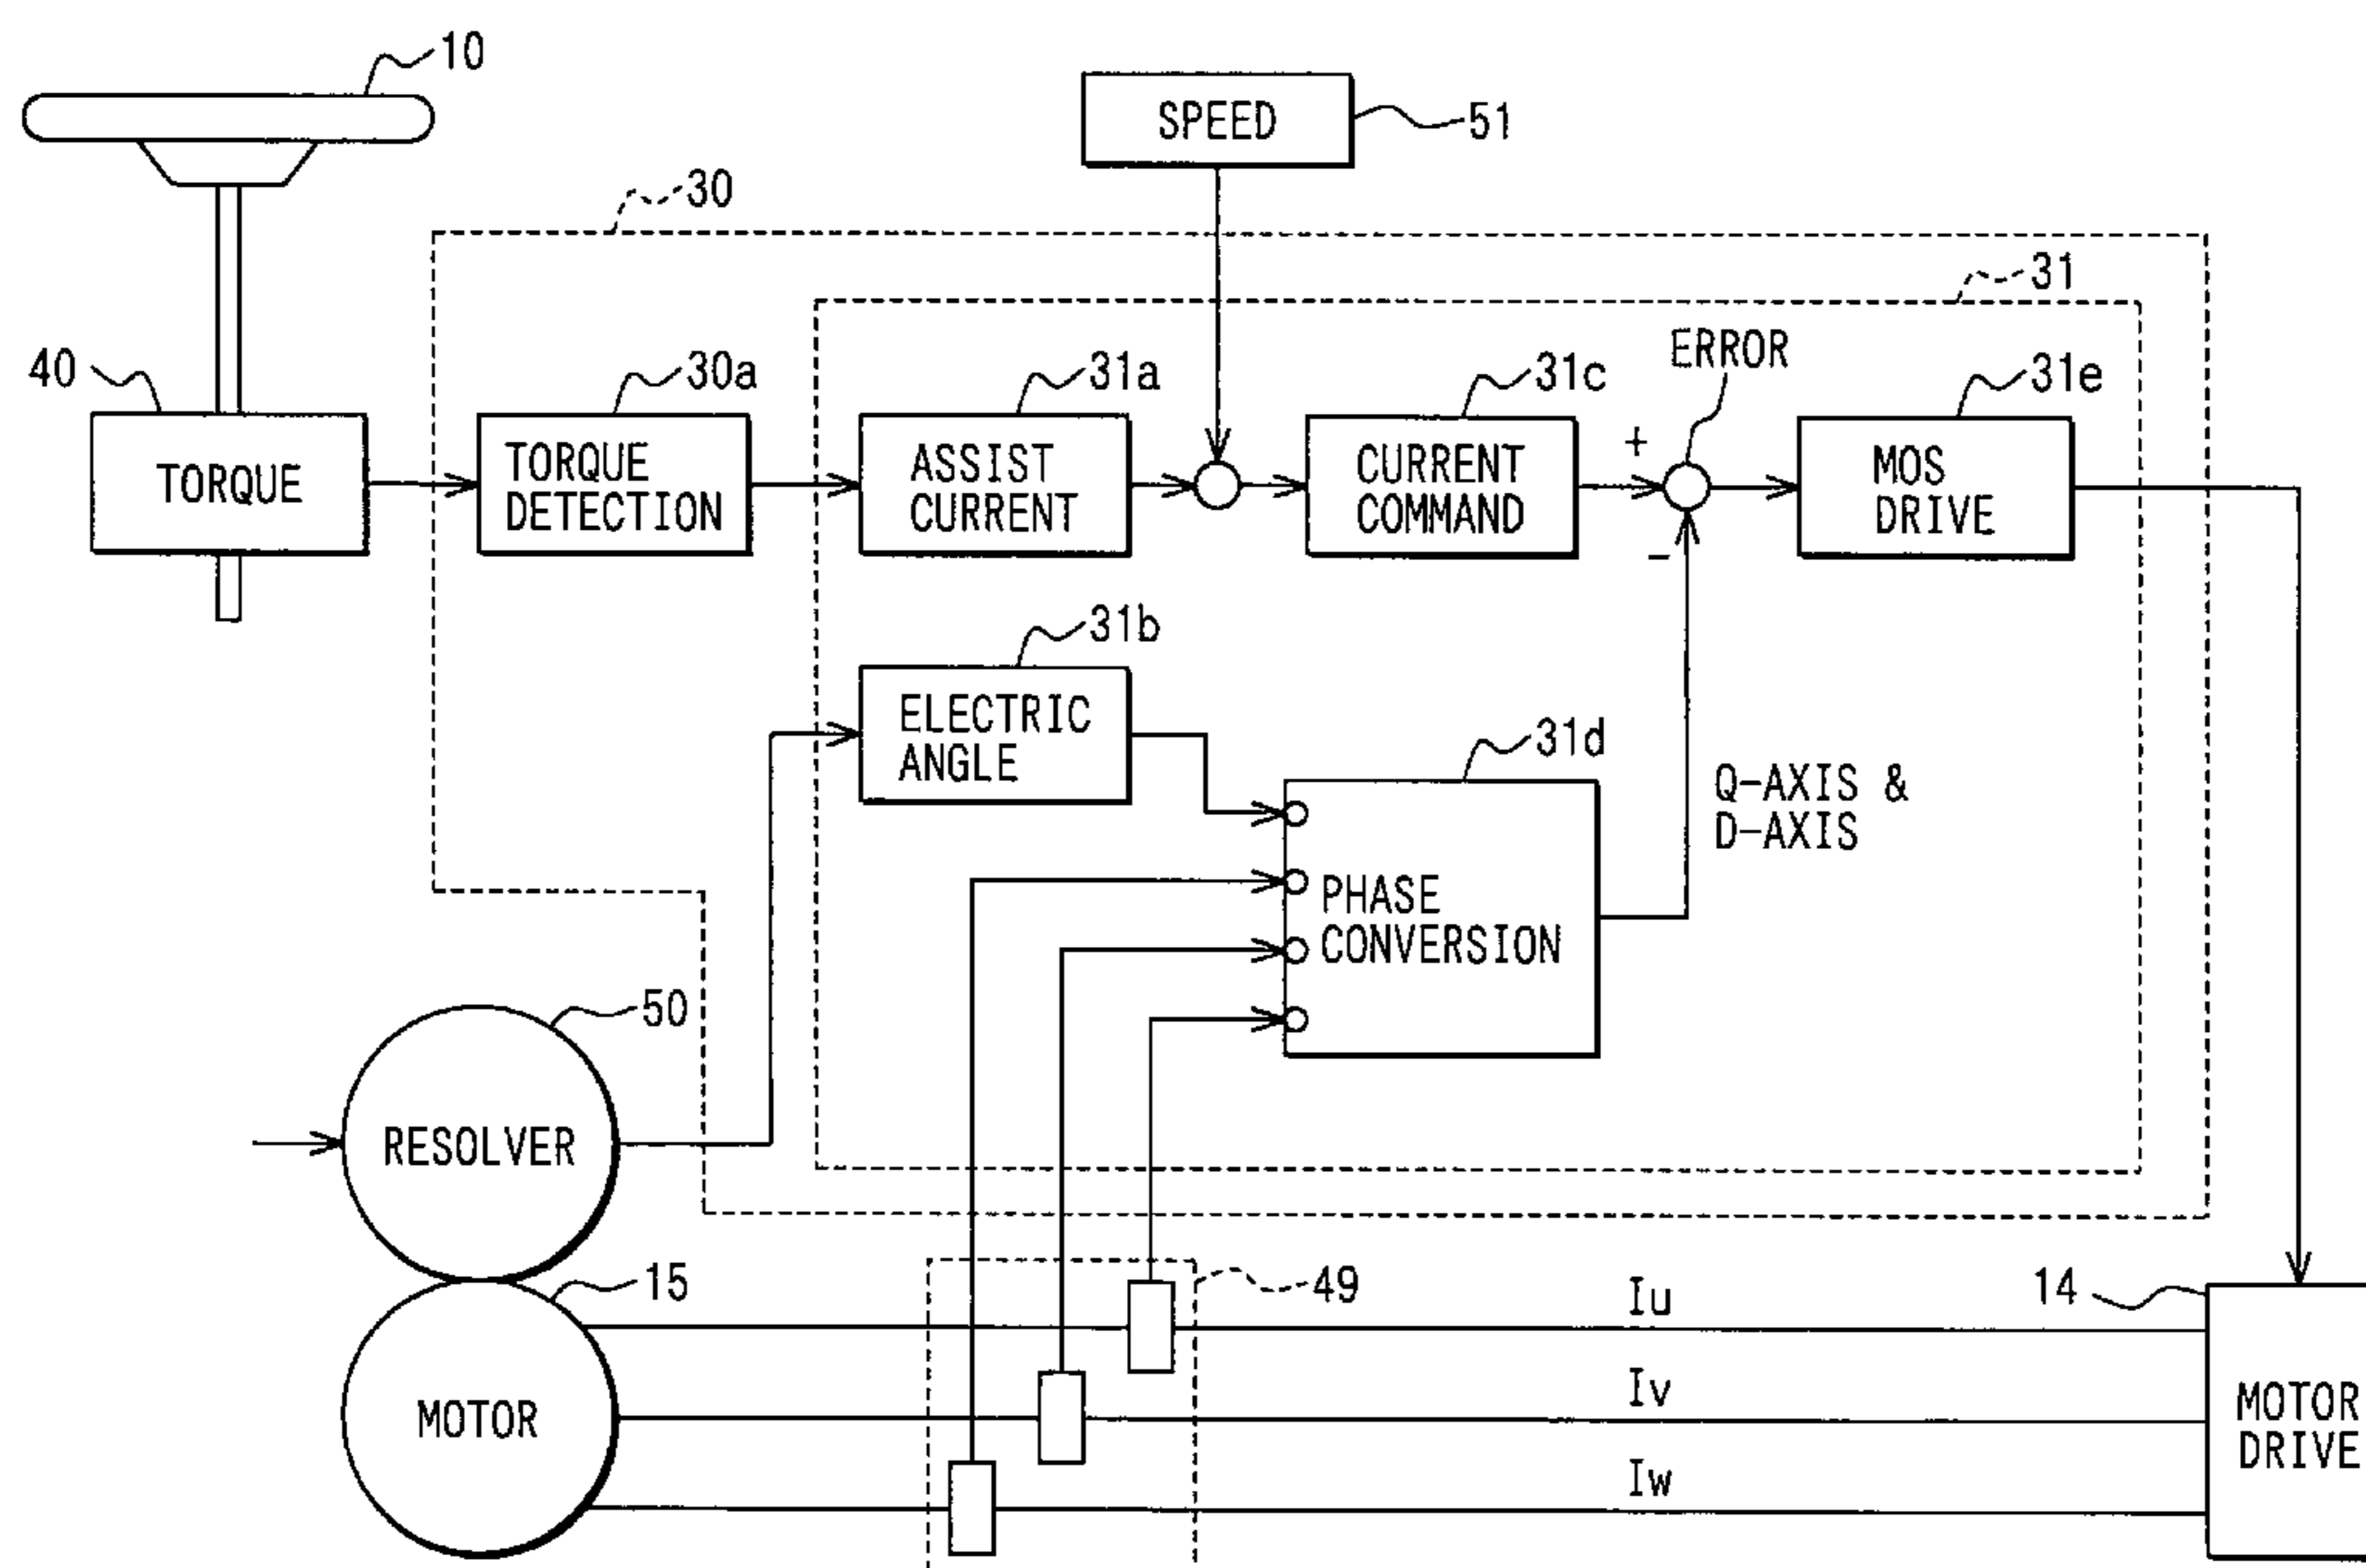 10
SPEED
51
30
31
ERROR
40
30a
31a
31c
31e
TORQUE
TORQUE
DETECTION
ASSIST
CURRENT
CURRENT
COMMAND
+
-
MOS
DRIVE
31b
ELECTRIC
ANGLE
31d
Q-AXIS &
D-AXIS
PHASE
CONVERSION
50
RESOLVER
15
49
14
Iu
MOTOR
Iv
MOTOR
DRIVE
Iw